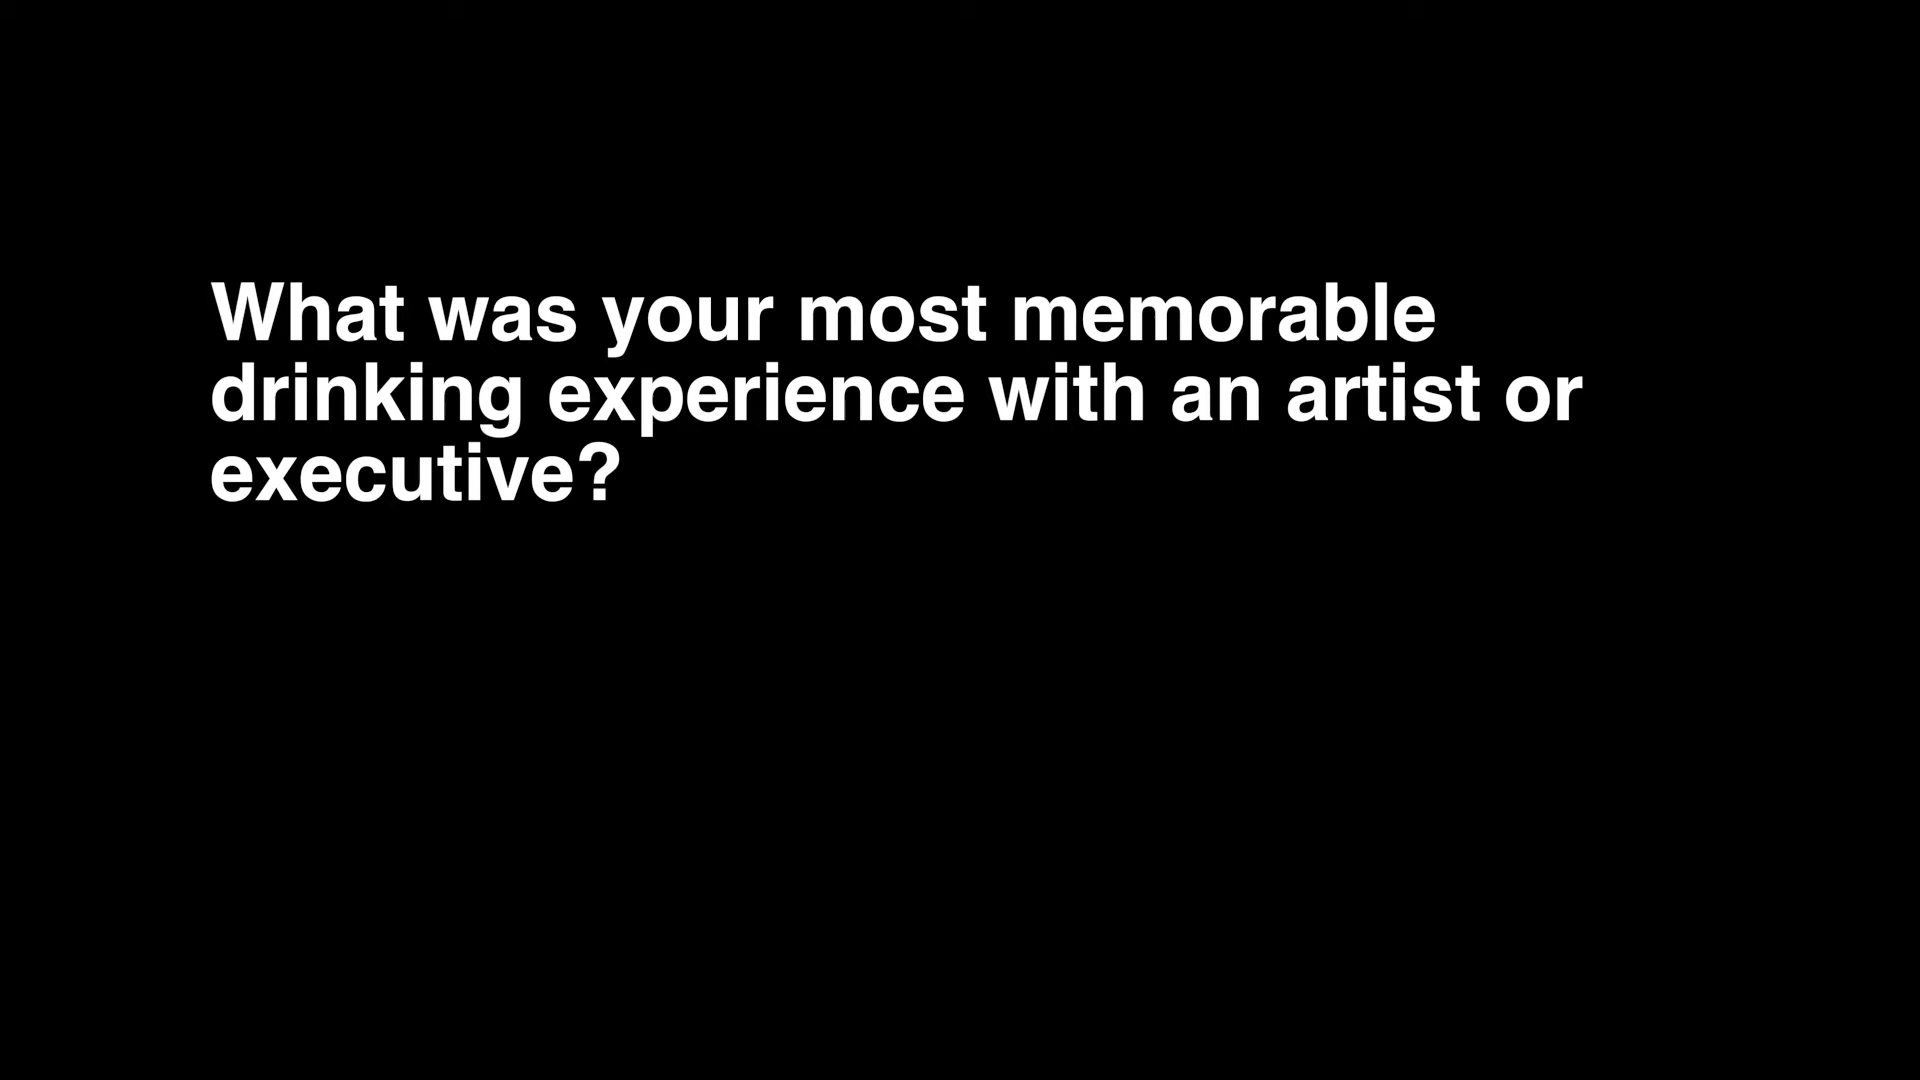 What was your most memorable
drinking experience with an artist or
executive?